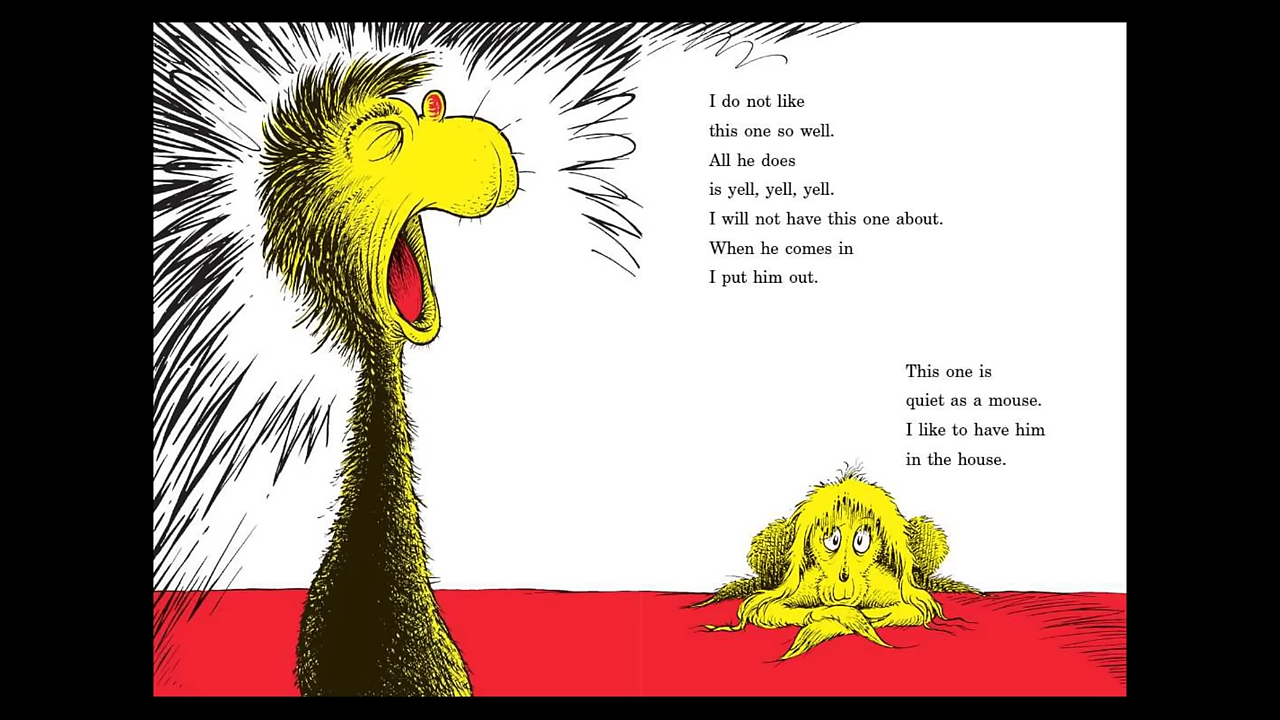 I do not like
this one so well.
All he does
is yell, yell, yell.
I will not have this one about.
When he comes in
I put him out.
This one is
quiet as a mouse.
I like to have him
in the house.